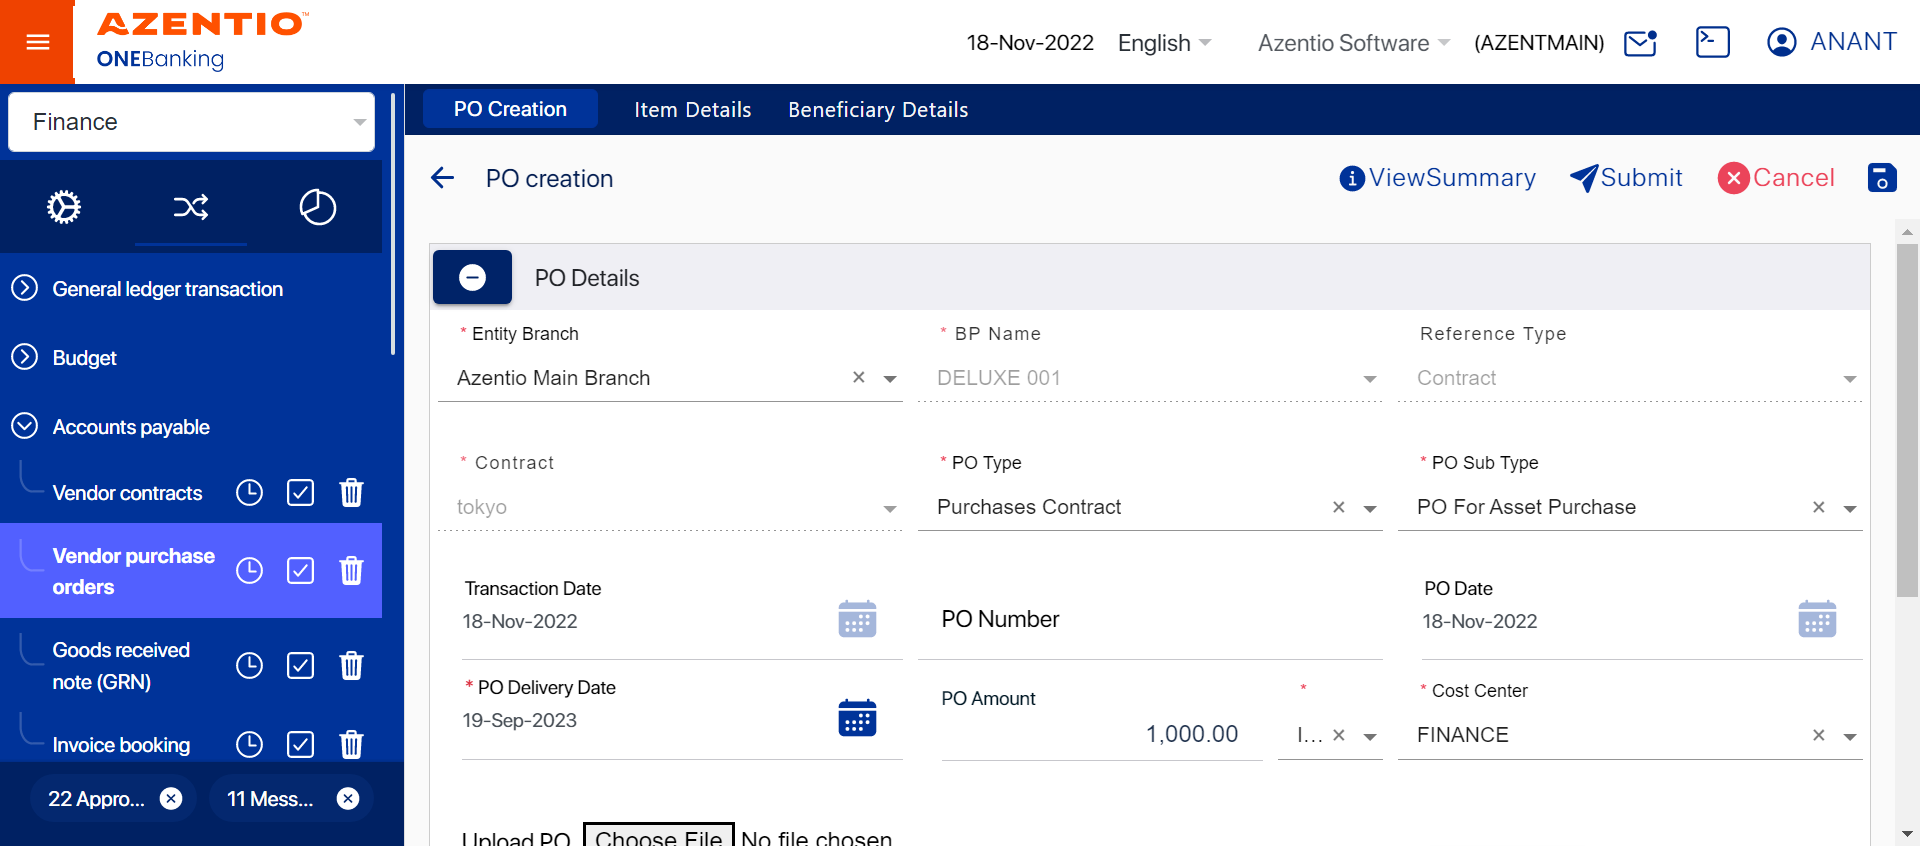 AZENTIO™
ONEBanking
18-Nov-2022 English Azentio Software (AZENTMAIN) ANANT
Finance
PO Creation Item Details Beneficiary Details
PO creation
ViewSummary Submit Cancel
General ledger transaction
Budget
Accounts payable
Vendor contracts
Vendor purchase
orders
Goods received
note (GRN)
Invoice booking
22 Appro...
11 Mess...
PO Details
* Entity Branch
Azentio Main Branch
* BP Name
DELUXE 001
Reference Type
Contract
* Contract
tokyo
* PO Type
Purchases Contract
* PO Sub Type
PO For Asset Purchase
Transaction Date
18-Nov-2022
PO Number
PO Date
18-Nov-2022
* PO Delivery Date
19-Sep-2023
PO Amount
1,000.00
*
I...
* Cost Center
FINANCE
Upload PO Choose File No file chosen